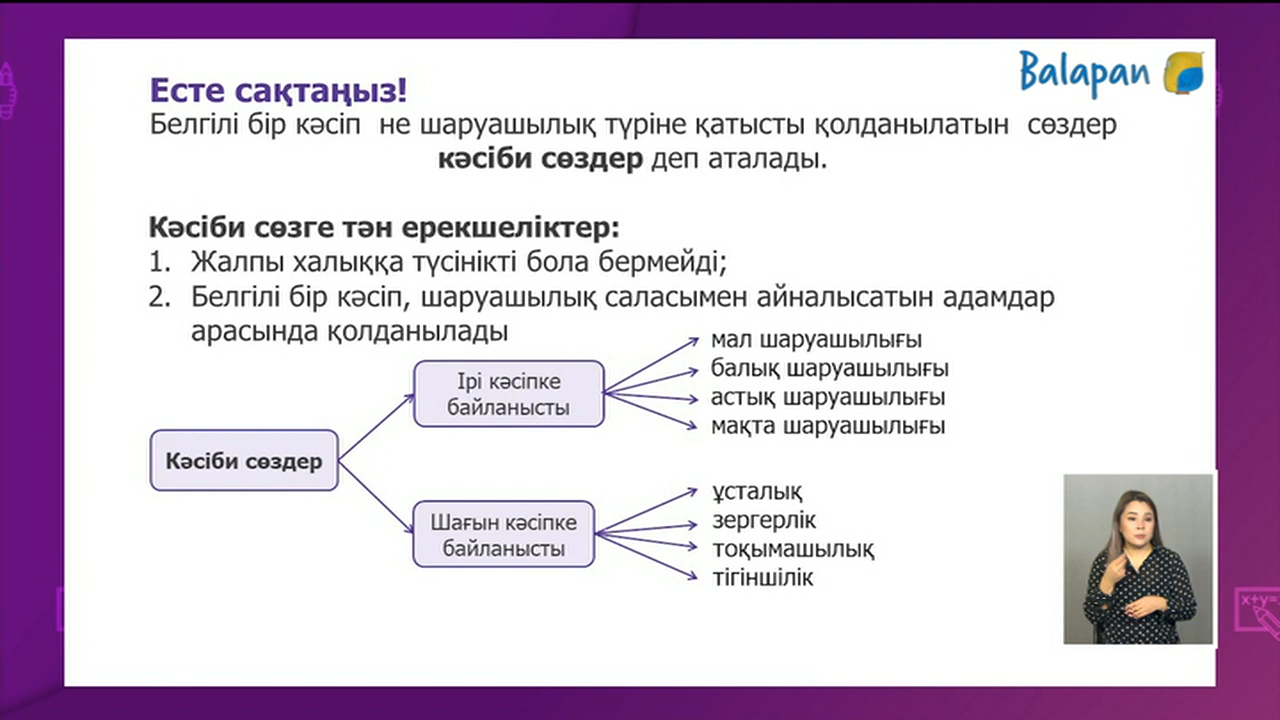 Balapan
Есте сақтаңыз!
Белгілі бір кәсіп не шаруашылық түріне қатысты қолданылатын сөздер
кәсіби сөздер деп аталады.
Кәсіби сөзге тән ерекшеліктер:
1. Жалпы халыққа түсінікті бола бермейді;
2. Белгілі бір кәсіп, шаруашылық саласымен айналысатын адамдар
арасында қолданылады
Кәсіби сөздер
Ірі кәсіпке
байланысты
мал шаруашылығы
балық шаруашылығы
астық шаруашылығы
мақта шаруашылығы
Шағын кәсіпке
байланысты
ұсталық
зергерлік
тоқымашылық
тігіншілік
x+y=